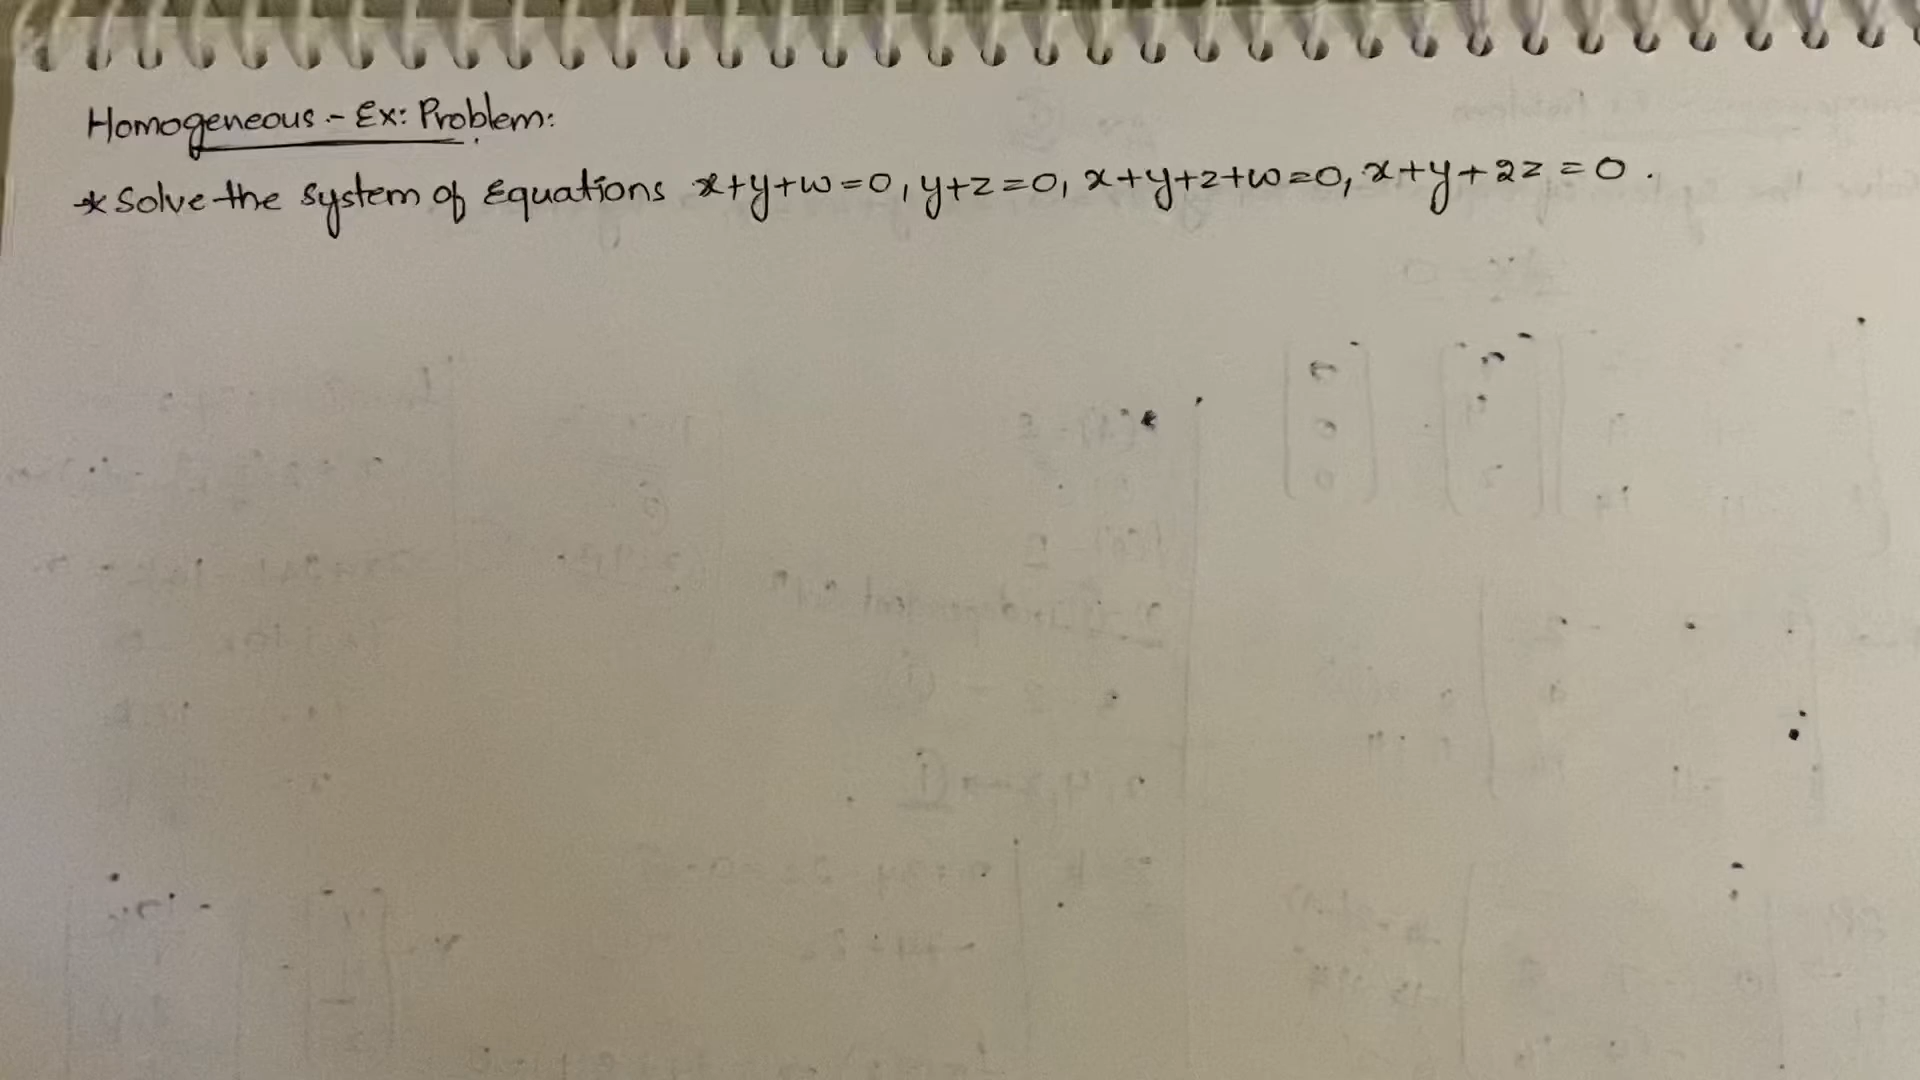 Homogeneous - Ex: Problem:
* Solve the system of Equations x+y+w=0, y+z=0, x+y+z+w=0, x+y+2z=0.